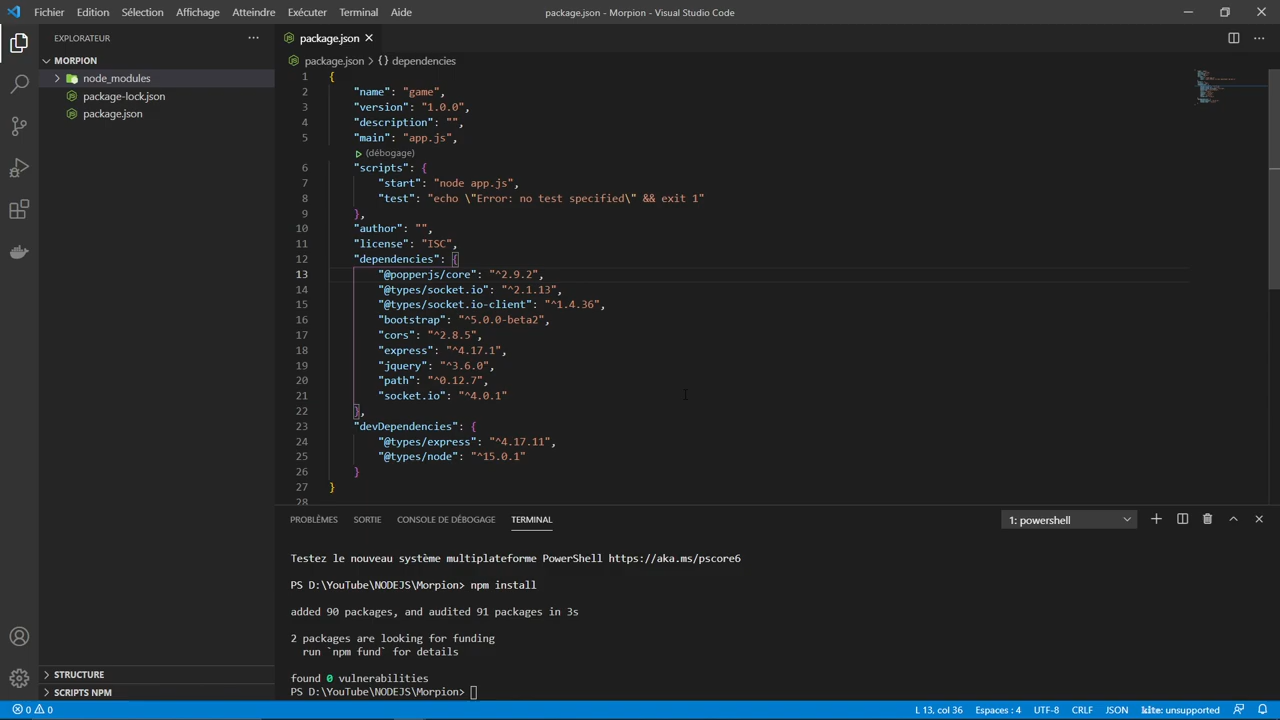 Fichier Edition Sélection Affichage Atteindre Exécuter Terminal Aide
package.json - Morpion - Visual Studio Code
EXPLORATEUR
MORPION
node_modules
package-lock.json
package.json
STRUCTURE
SCRIPTS NPM
package.json
package.json > {} dependencies
1 {
2 "name": "game",
3 "version": "1.0.0",
4 "description": "",
5 "main": "app.js",
(débogage)
6 "scripts": {
7 "start": "node app.js",
8 "test": "echo \"Error: no test specified\" && exit 1"
9 },
10 "author": "",
11 "license": "ISC",
12 "dependencies": {
13 "@popperjs/core": "^2.9.2",
14 "@types/socket.io": "^2.1.13",
15 "@types/socket.io-client": "^1.4.36",
16 "bootstrap": "^5.0.0-beta2",
17 "cors": "^2.8.5",
18 "express": "^4.17.1",
19 "jquery": "^3.6.0",
20 "path": "^0.12.7",
21 "socket.io": "^4.0.1"
22 },
23 "devDependencies": {
24 "@types/express": "^4.17.11",
25 "@types/node": "^15.0.1"
26 }
27 }
28
PROBLÈMES SORTIE CONSOLE DE DÉBOGAGE TERMINAL
1: powershell
Testez le nouveau système multiplateforme PowerShell https://aka.ms/pscore6
PS D:\YouTube\NODEJS\Morpion> npm install
added 90 packages, and audited 91 packages in 3s
2 packages are looking for funding
run `npm fund` for details
found 0 vulnerabilities
PS D:\YouTube\NODEJS\Morpion>
0 0
L 13, col 36 Espaces : 4 UTF-8 CRLF JSON kite: unsupported